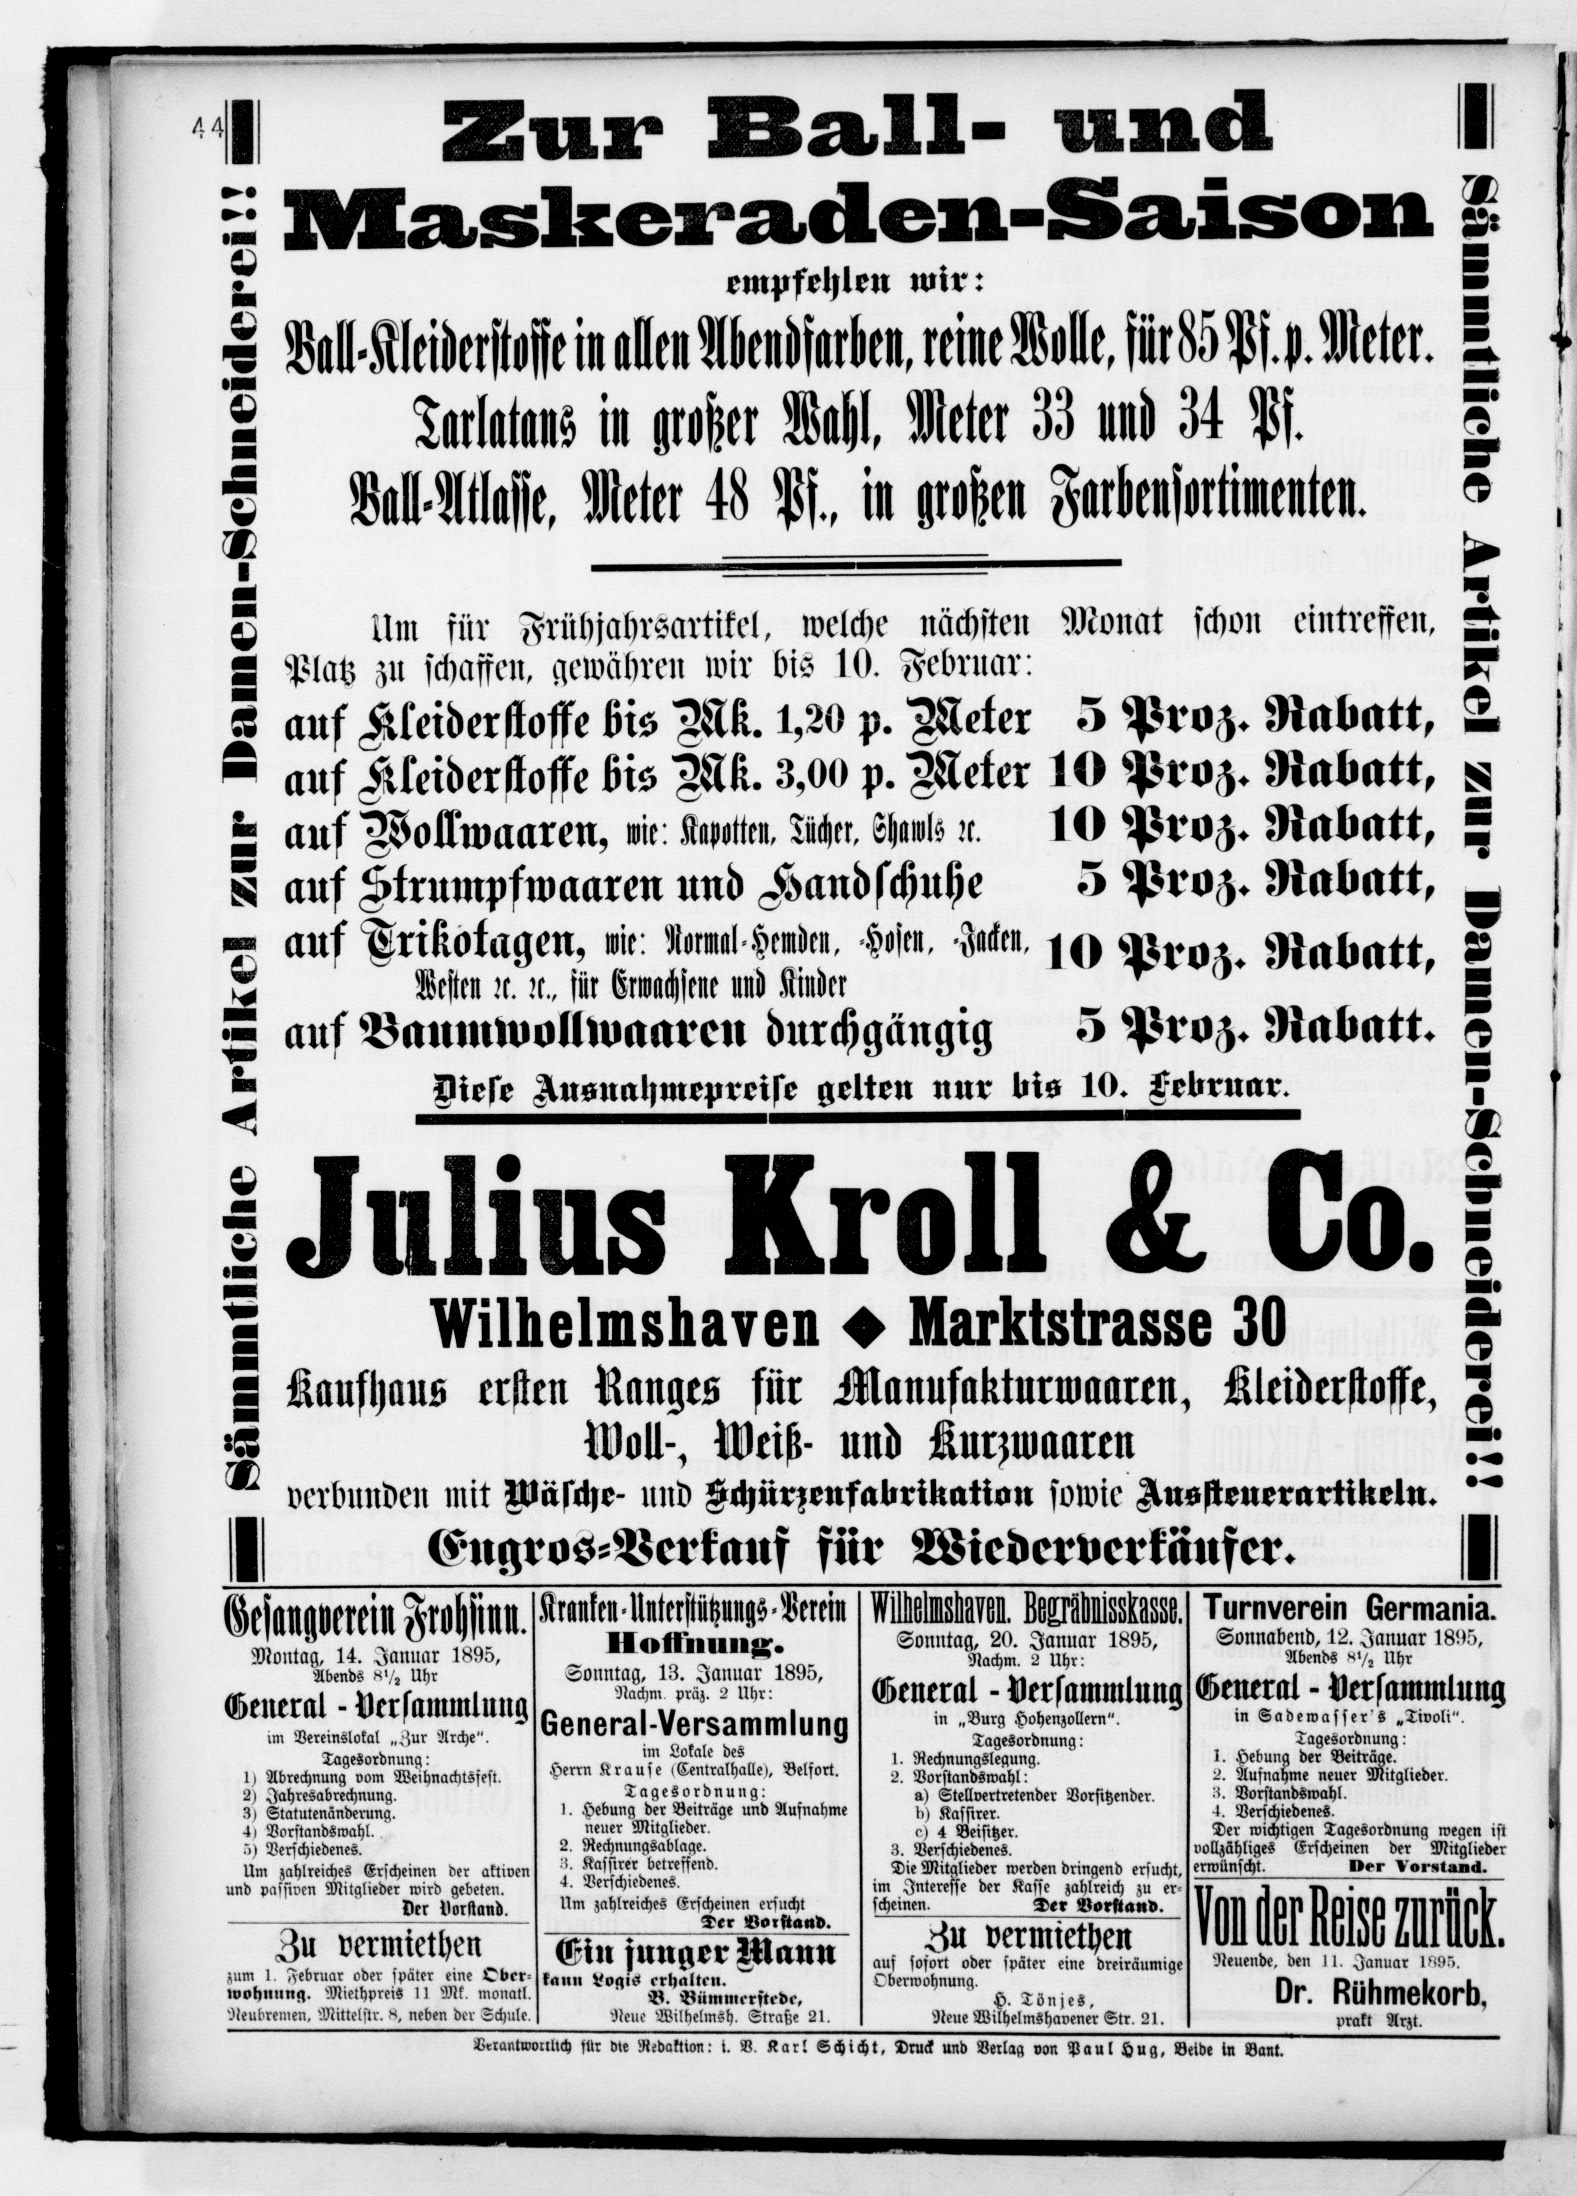 44
Sämmtliche Artikel zur Damen-Schneiderei!!
Zur Ball- und
Maskeraden-Saison
empfehlen wir:
Ball-Kleiderstoffe in allen Abendfarben, reine Wolle, für 85 Pf. p. Meter.
Tarlatans in großer Wahl, Meter 33 und 34 Pf.
Ball-Atlasse, Meter 48 Pf., in großen Farbensortimenten.
Um für Frühjahrsartikel, welche nächsten Monat schon eintreffen,
Platz zu schaffen, gewähren wir bis 10. Februar:
auf Kleiderstoffe bis Mk. 1,20 p. Meter 5 Proz. Rabatt,
auf Kleiderstoffe bis Mk. 3,00 p. Meter 10 Proz. Rabatt,
auf Wollwaaren, wie: Kapotten, Tücher, Shawls ꝛc. 10 Proz. Rabatt,
auf Strumpfwaaren und Handschuhe 5 Proz. Rabatt,
auf Trikotagen, wie: Normal-Hemden, -Hosen, -Jacken, 10 Proz. Rabatt,
Westen ꝛc. ꝛc., für Erwachsene und Kinder
auf Baumwollwaaren durchgängig 5 Proz. Rabatt.
Diese Ausnahmepreise gelten nur bis 10. Februar.
Julius Kroll & Co.
Wilhelmshaven ◆ Marktstrasse 30
Kaufhaus ersten Ranges für Manufakturwaaren, Kleiderstoffe,
Woll-, Weiß- und Kurzwaaren
verbunden mit Wäsche- und Schürzenfabrikation sowie Aussteuerartikeln.
Engros-Verkauf für Wiederverkäufer.
Sämmtliche Artikel zur Damen-Schneiderei!!
Gesangverein Frohsinn.
Montag, 14. Januar 1895,
Abends 8½ Uhr
General-Versammlung
im Vereinslokal „Zur Arche".
Tagesordnung:
1) Abrechnung vom Weihnachtsfest.
2) Jahresabrechnung.
3) Statutenänderung.
4) Vorstandswahl.
5) Verschiedenes.
Um zahlreiches Erscheinen der aktiven
und passiven Mitglieder wird gebeten.
Der Vorstand.
Zu vermiethen
zum 1. Februar oder später eine Ober-
wohnung. Miethpreis 11 Mk. monatl.
Neubremen, Mittelstr. 8, neben der Schule.
Kranken-Unterstützungs-Verein
Hoffnung.
Sonntag, 13. Januar 1895,
Nachm. präz. 2 Uhr:
General-Versammlung
im Lokale des
Herrn Krause (Centralhalle), Belfort.
Tagesordnung:
1. Hebung der Beiträge und Aufnahme
neuer Mitglieder.
2. Rechnungsablage.
3. Kassirer betreffend.
4. Verschiedenes.
Um zahlreiches Erscheinen ersucht
Der Vorstand.
Ein junger Mann
kann Logis erhalten.
B. Bümmerstede,
Neue Wilhelmsh. Straße 21.
Wilhelmshaven. Begräbnisskasse.
Sonntag, 20. Januar 1895,
Nachm. 2 Uhr:
General-Versammlung
in „Burg Hohenzollern".
Tagesordnung:
1. Rechnungslegung.
2. Vorstandswahl:
a) Stellvertretender Vorsitzender.
b) Kassirer.
c) 4 Beisitzer.
3. Verschiedenes.
Die Mitglieder werden dringend ersucht,
im Interesse der Kasse zahlreich zu er-
scheinen. Der Vorstand.
Zu vermiethen
auf sofort oder später eine dreiräumige
Oberwohnung.
H. Tönjes,
Neue Wilhelmshavener Str. 21.
Turnverein Germania.
Sonnabend, 12. Januar 1895,
Abends 8½ Uhr
General-Versammlung
in Sadewasser's „Tivoli".
Tagesordnung:
1. Hebung der Beiträge.
2. Aufnahme neuer Mitglieder.
3. Vorstandswahl.
4. Verschiedenes.
Der wichtigen Tagesordnung wegen ist
vollzähliges Erscheinen der Mitglieder
erwünscht. Der Vorstand.
Von der Reise zurück.
Neuende, den 11. Januar 1895.
Dr. Rühmekorb,
prakt Arzt.
Verantwortlich für die Redaktion: i. V. Karl Schicht, Druck und Verlag von Paul Hug, Beide in Bant.